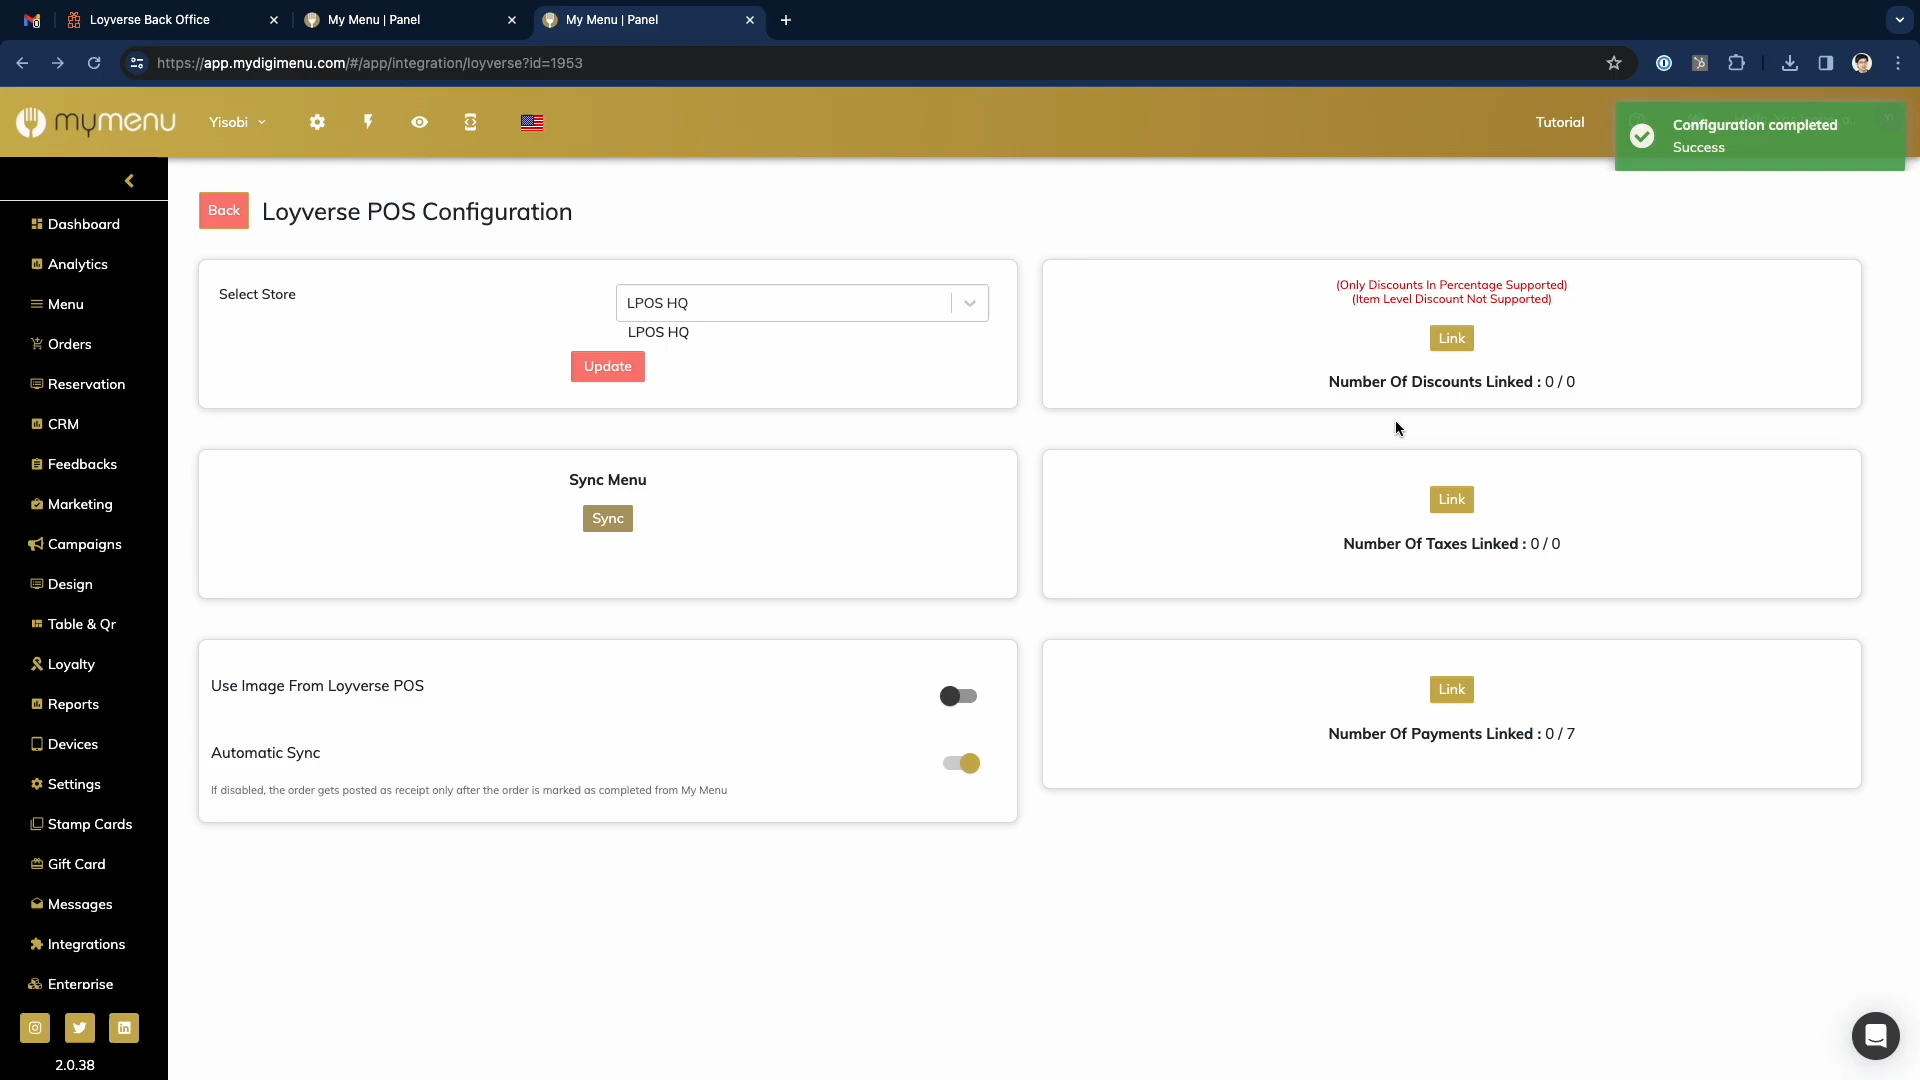 Loyverse Back Office
My Menu | Panel
My Menu | Panel
https://app.mydigimenu.com/#/app/integration/loyverse?id=1953
mymenu
Yisobi
Tutorial
Configuration completed
Success
Back
Loyverse POS Configuration
Dashboard
Analytics
Menu
Orders
Reservation
CRM
Feedbacks
Marketing
Campaigns
Design
Table & Qr
Loyalty
Reports
Devices
Settings
Stamp Cards
Gift Card
Messages
Integrations
Enterprise
2.0.38
Select Store
LPOS HQ
LPOS HQ
Update
(Only Discounts In Percentage Supported)
(Item Level Discount Not Supported)
Link
Number Of Discounts Linked : 0 / 0
Sync Menu
Sync
Link
Number Of Taxes Linked : 0 / 0
Use Image From Loyverse POS
Automatic Sync
If disabled, the order gets posted as receipt only after the order is marked as completed from My Menu
Link
Number Of Payments Linked : 0 / 7